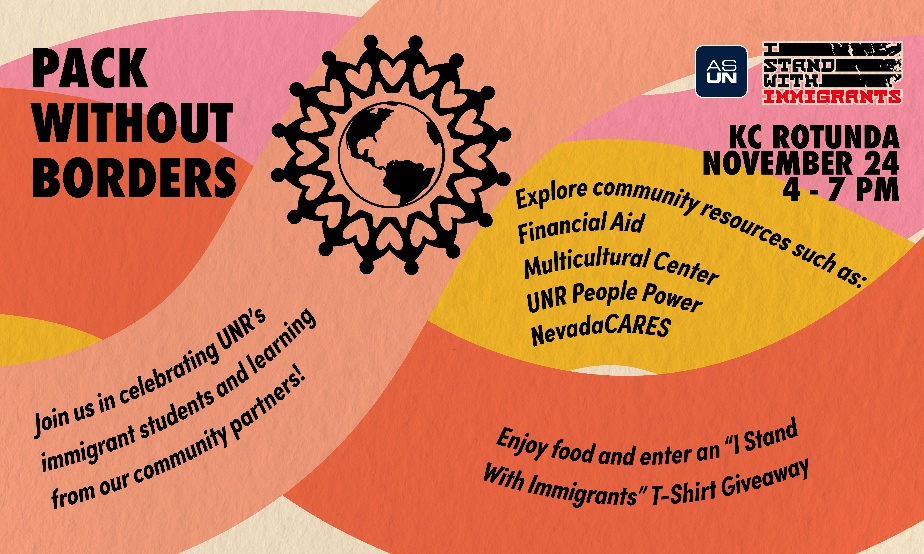 PACK
WITHOUT
BORDERS
AS
UN
I
STAND
WITH
IMMIGRANTS
KC ROTUNDA
NOVEMBER 24
4 - 7 PM
Explore community resources such as:
Financial Aid
Multicultural Center
UNR People Power
NevadaCARES
Join us in celebrating UNR's
immigrant students and learning
from our community partners!
Enjoy food and enter an “I Stand
With Immigrants” T-Shirt Giveaway